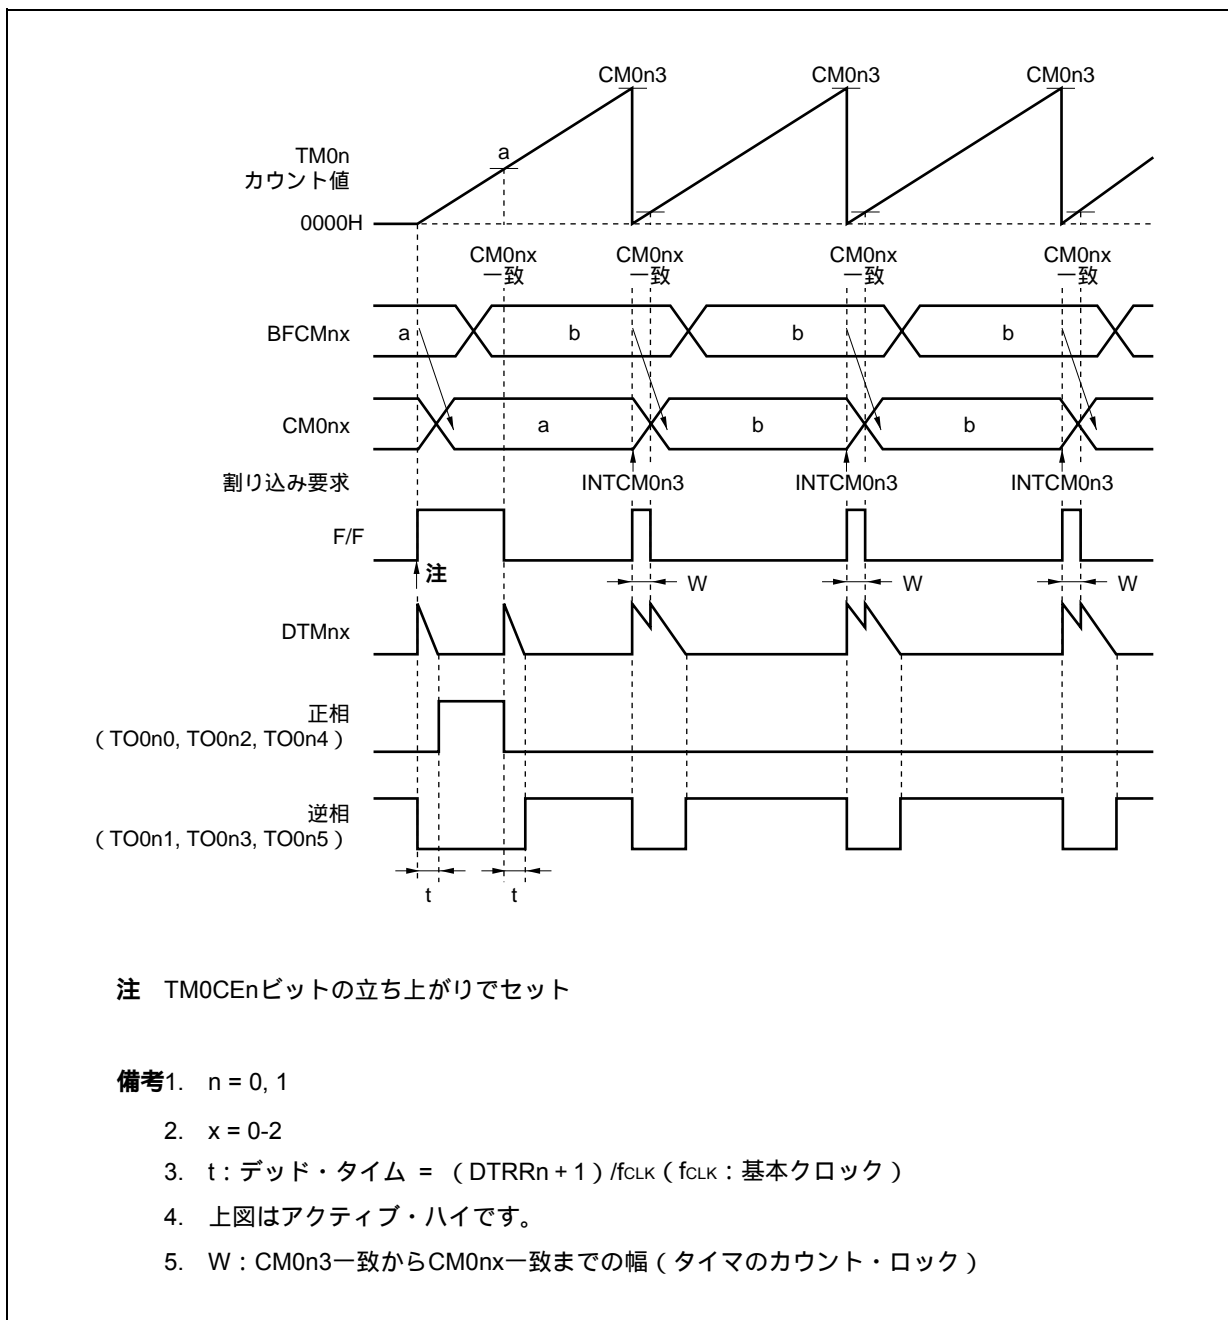 CM0n3 CM0n3 CM0n3
a
TM0n
カウント値
0000H
CM0nx CM0nx CM0nx CM0nx
一致 一致 一致 一致
BFCMnx a b b b
CM0nx a b b
割り込み要求 INTCM0n3 INTCM0n3 INTCM0n3
F/F
注
W W W
DTMnx
正相
(TO0n0, TO0n2, TO0n4)
逆相
(TO0n1, TO0n3, TO0n5)
t t
注 TM0CEnビットの立ち上がりでセット
備考1. n = 0, 1
2. x = 0-2
3. t:デッド・タイム = (DTRRn + 1)/fCLK(fCLK:基本クロック)
4. 上図はアクティブ・ハイです。
5. W:CM0n3一致からCM0nx一致までの幅(タイマのカウント・ロック)